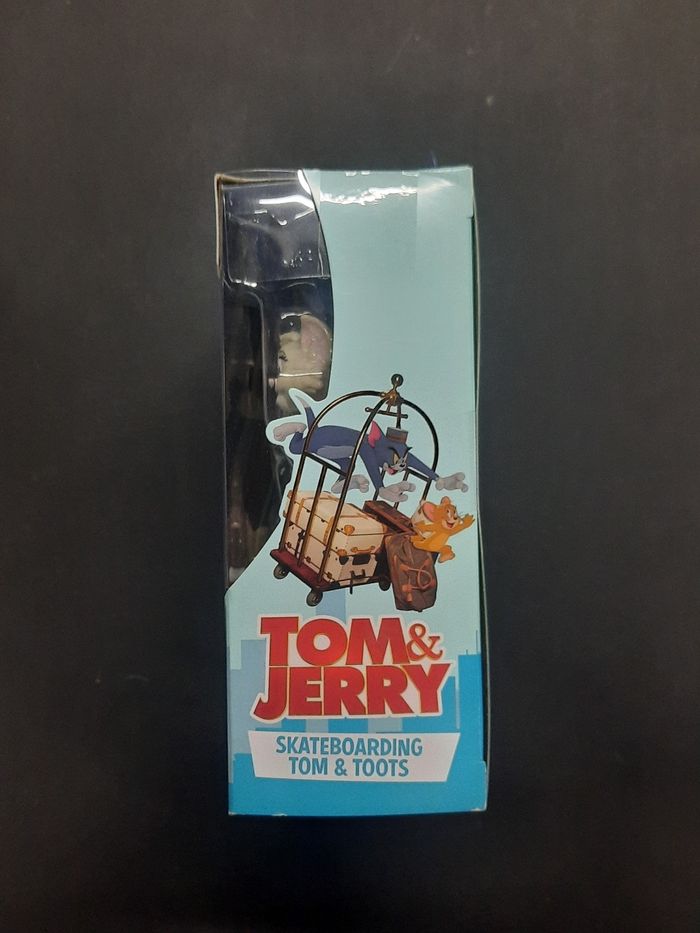 TOM &
JERRY
SKATEBOARDING
TOM & TOOTS